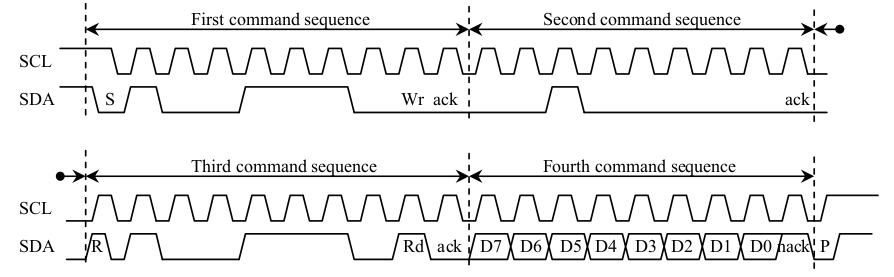 First command sequence Second command sequence
SCL
SDA S Wr ack ack
Third command sequence Fourth command sequence
SCL
SDA R Rd ack D7 D6 D5 D4 D3 D2 D1 D0 nack P